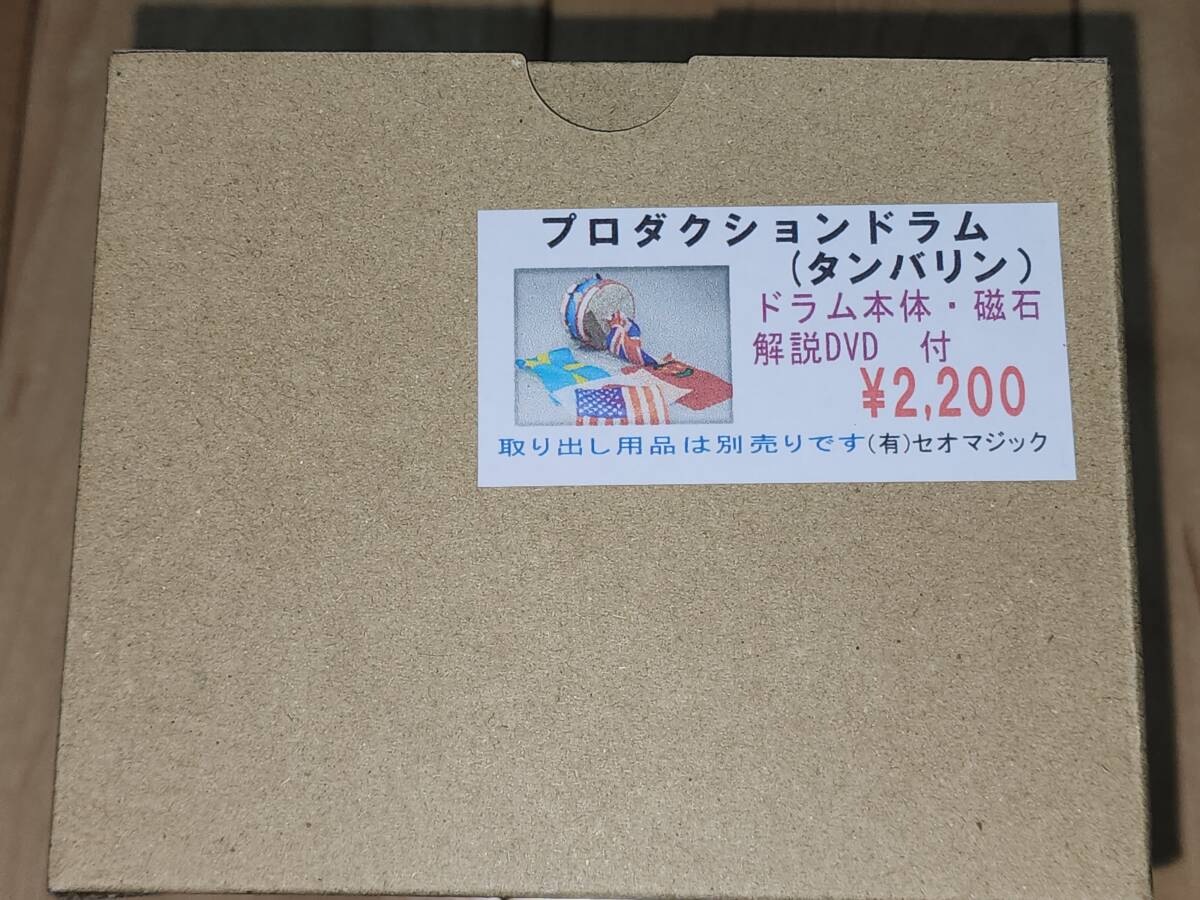 プロダクションドラム
(タンバリン)
ドラム本体・磁石
解説DVD 付
¥2,200
取り出し用品は別売りです(有)セオマジック